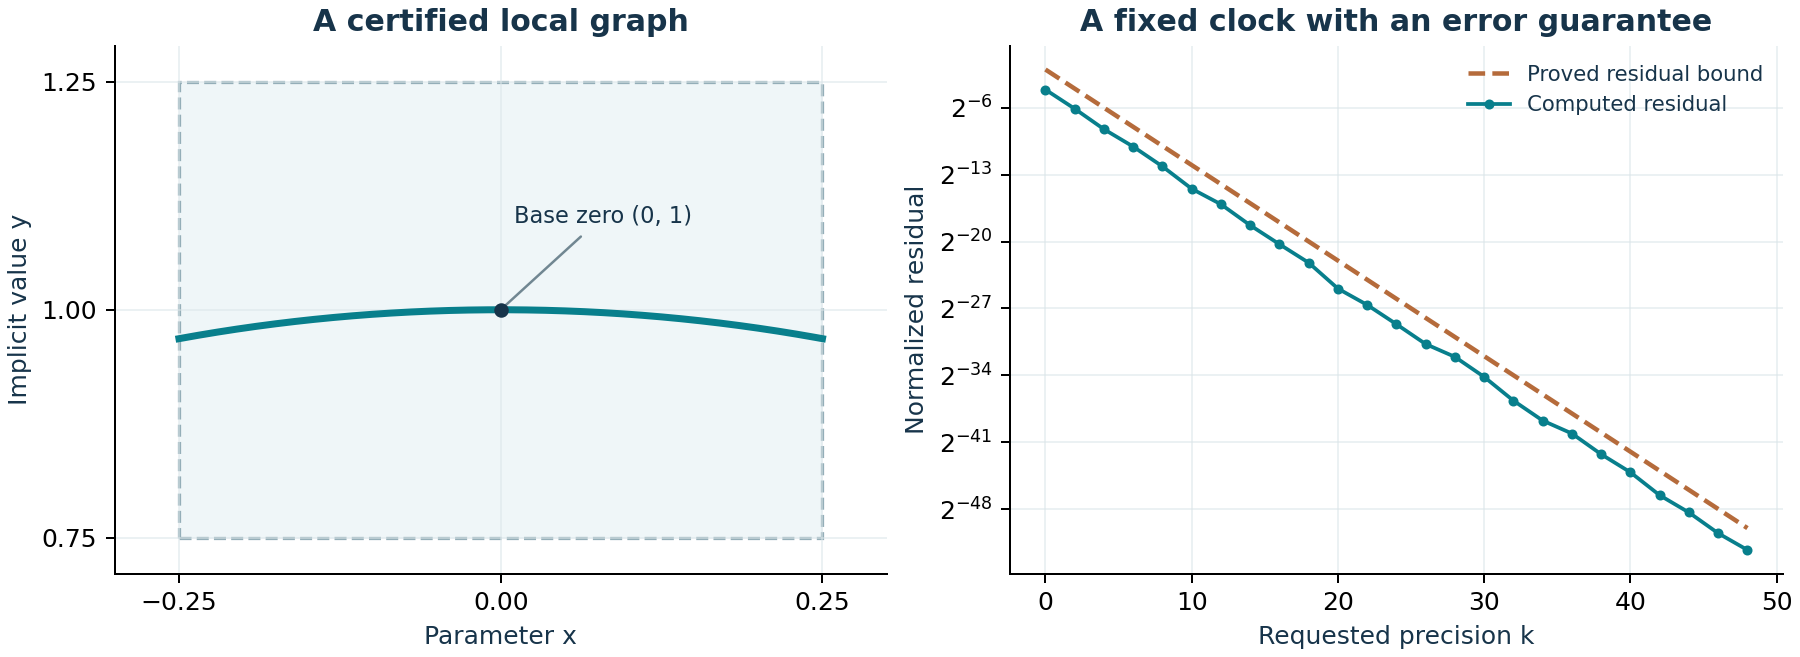 A certified local graph
Implicit value y
1.25
1.00
0.75
Base zero (0, 1)
−0.25
0.00
0.25
Parameter x
A fixed clock with an error guarantee
Normalized residual
2⁻⁶
2⁻¹³
2⁻²⁰
2⁻²⁷
2⁻³⁴
2⁻⁴¹
2⁻⁴⁸
Proved residual bound
Computed residual
0
10
20
30
40
50
Requested precision k